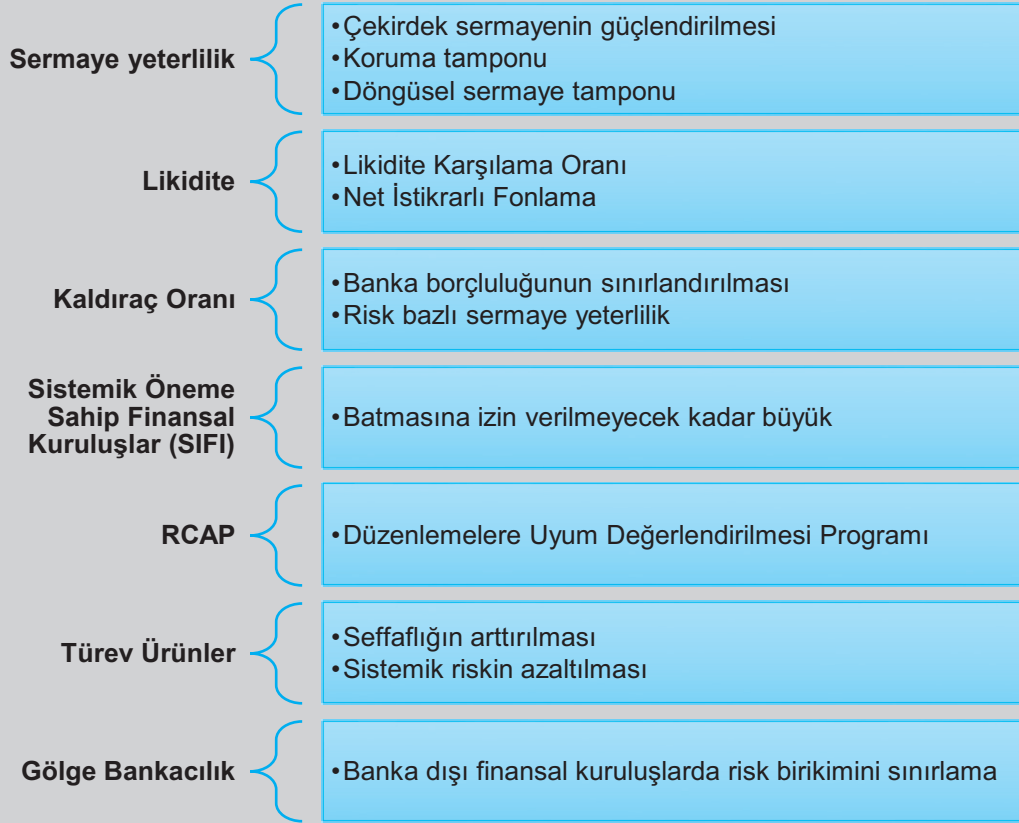 Sermaye yeterlilik
•Çekirdek sermayenin güçlendirilmesi
•Koruma tamponu
•Döngüsel sermaye tamponu
Likidite
•Likidite Karşılama Oranı
•Net İstikrarlı Fonlama
Kaldıraç Oranı
•Banka borçluluğunun sınırlandırılması
•Risk bazlı sermaye yeterlilik
Sistemik Öneme
Sahip Finansal
Kuruluşlar (SIFI)
•Batmasına izin verilmeyecek kadar büyük
RCAP
•Düzenlemelere Uyum Değerlendirilmesi Programı
Türev Ürünler
•Seffaflığın arttırılması
•Sistemik riskin azaltılması
Gölge Bankacılık
•Banka dışı finansal kuruluşlarda risk birikimini sınırlama